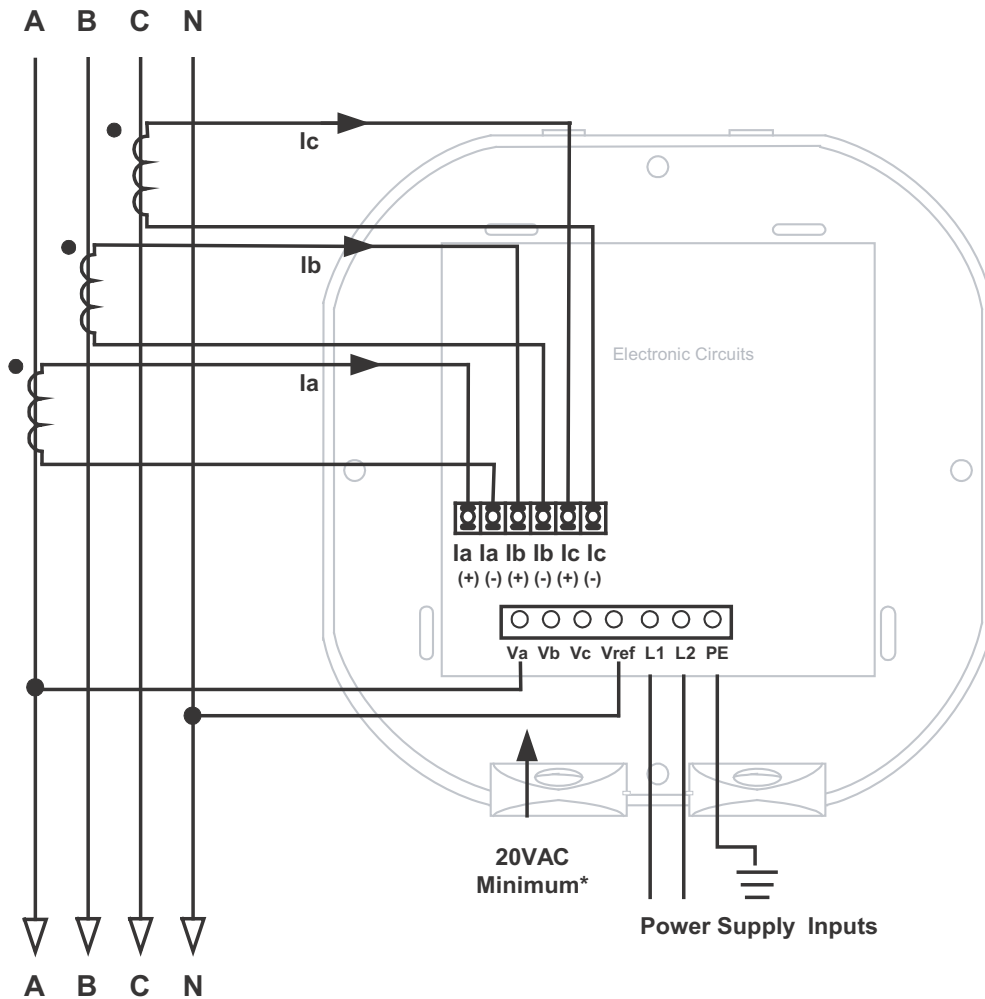 A B C N
Ic
Ib
Electronic Circuits
Ia
Ia Ia Ib Ib Ic Ic
(+) (-) (+) (-) (+) (-)
Va Vb Vc Vref L1 L2 PE
20VAC
Minimum*
Power Supply Inputs
A B C N